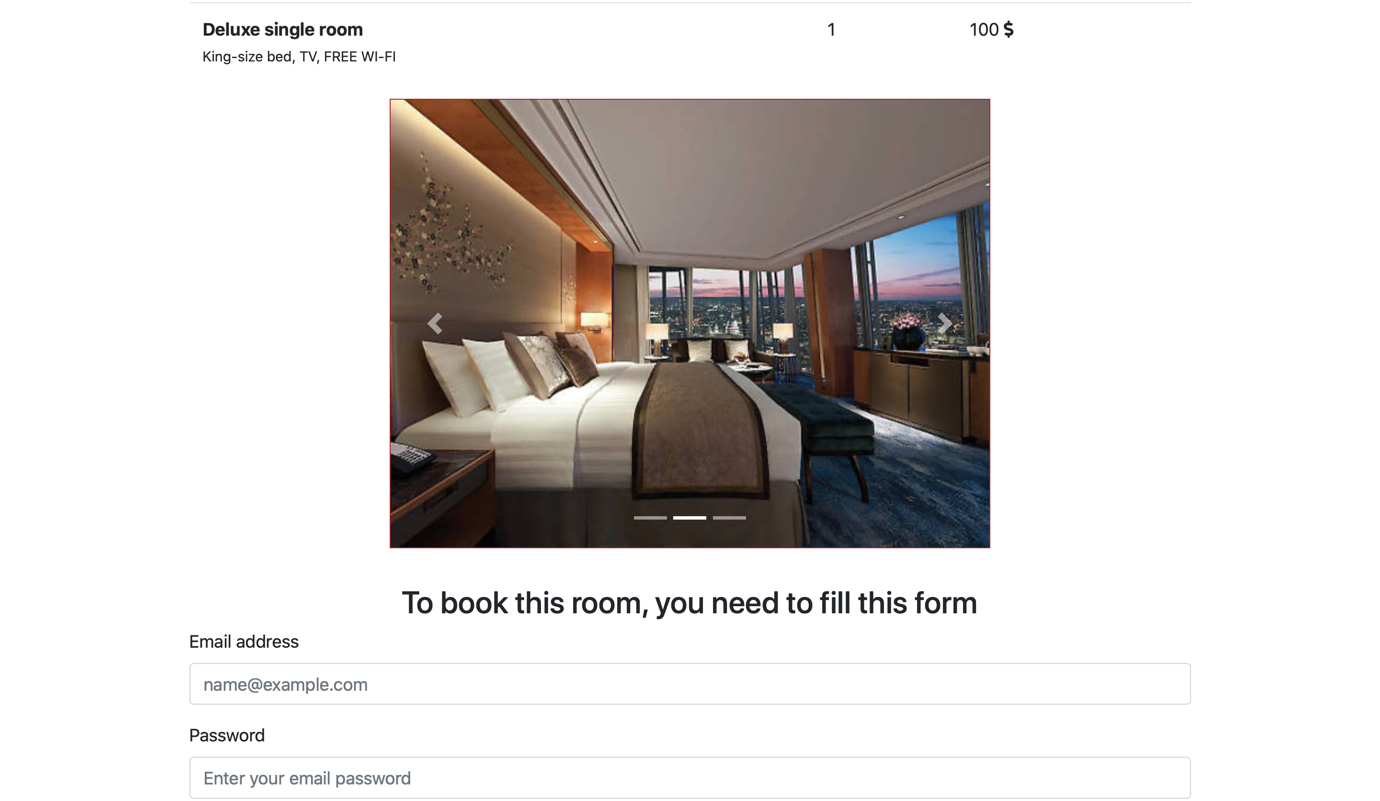 Deluxe single room 1 100 $
King-size bed, TV, FREE WI-FI
To book this room, you need to fill this form
Email address
name@example.com
Password
Enter your email password